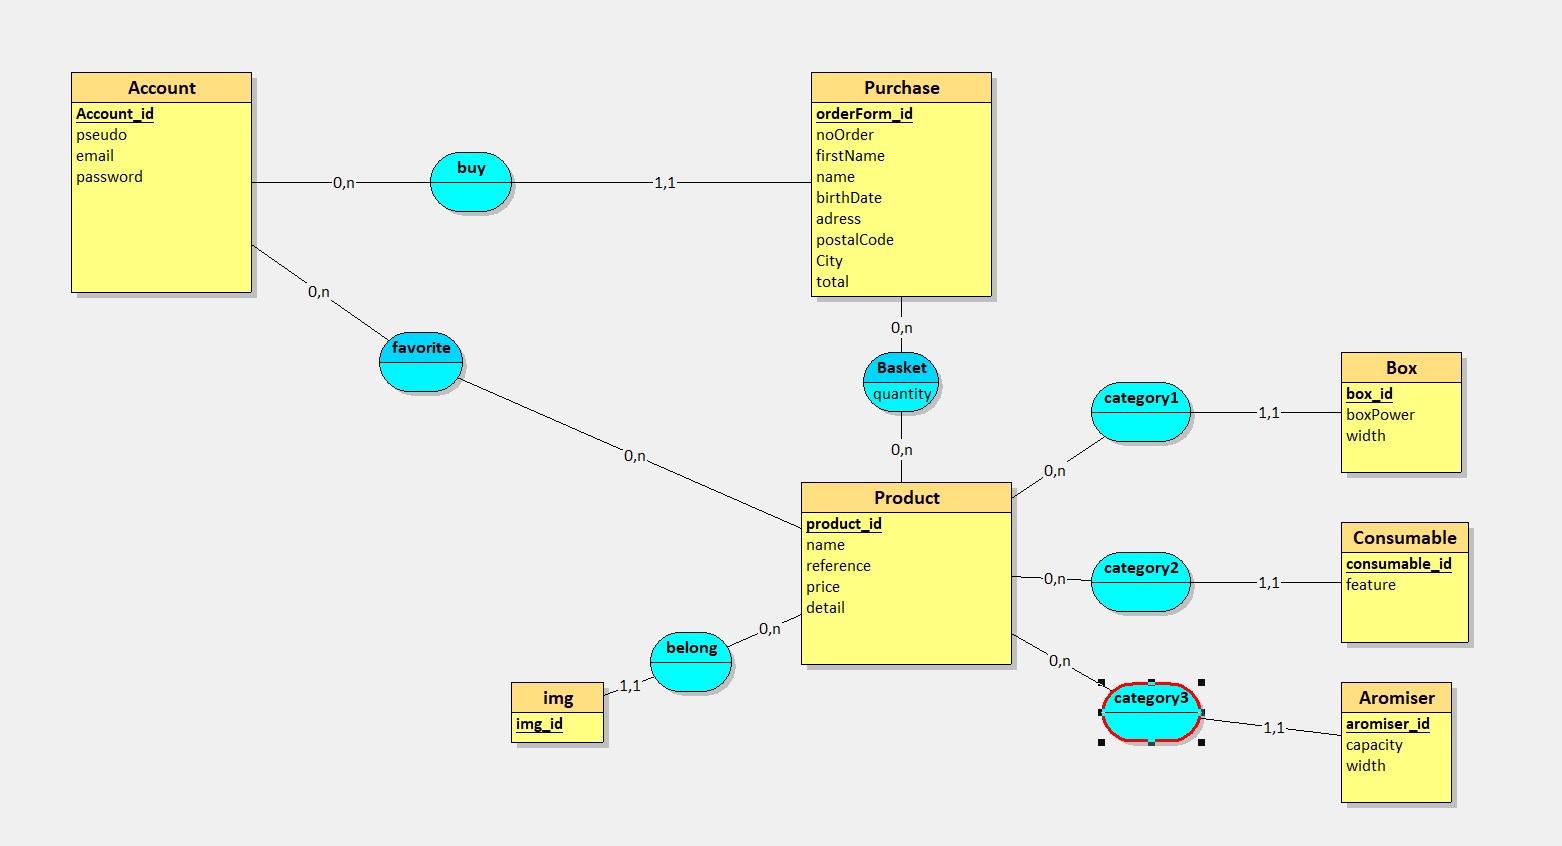 Account
Account_id
pseudo
email
password
0,n
buy
1,1
Purchase
orderForm_id
noOrder
firstName
name
birthDate
adress
postalCode
City
total
0,n
favorite
0,n
0,n
Basket
quantity
0,n
Product
product_id
name
reference
price
detail
0,n
category1
1,1
Box
box_id
boxPower
width
0,n
category2
1,1
Consumable
consumable_id
feature
0,n
category3
1,1
Aromiser
aromiser_id
capacity
width
0,n
belong
1,1
img
img_id